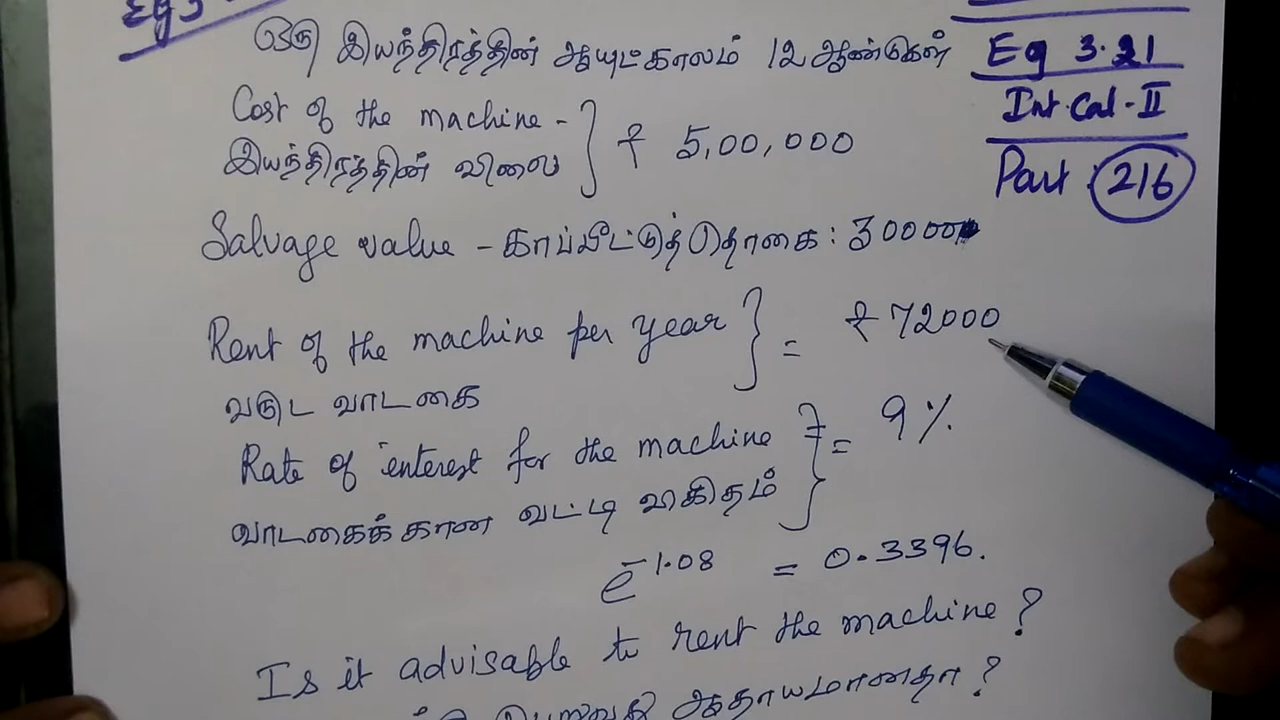 ஒரு இயந்திரத்தின் ஆயுட்காலம் 12 ஆண்டுகள்
Eg 3.21
Int. Cal - II
Part : 216
Cost of the machine -
இயந்திரத்தின் விலை } ₹ 5,00,000
Salvage value - காப்பீட்டுத் தொகை : 30000
Rent of the machine per year } = ₹ 72000
வருட வாடகை
Rate of interest for the machine } = 9 %
வாடகைக்கான வட்டி விகிதம்
e^-1.08 = 0.3396.
Is it advisable to rent the machine ?
பெறுவது ஆதாயமானதா ?